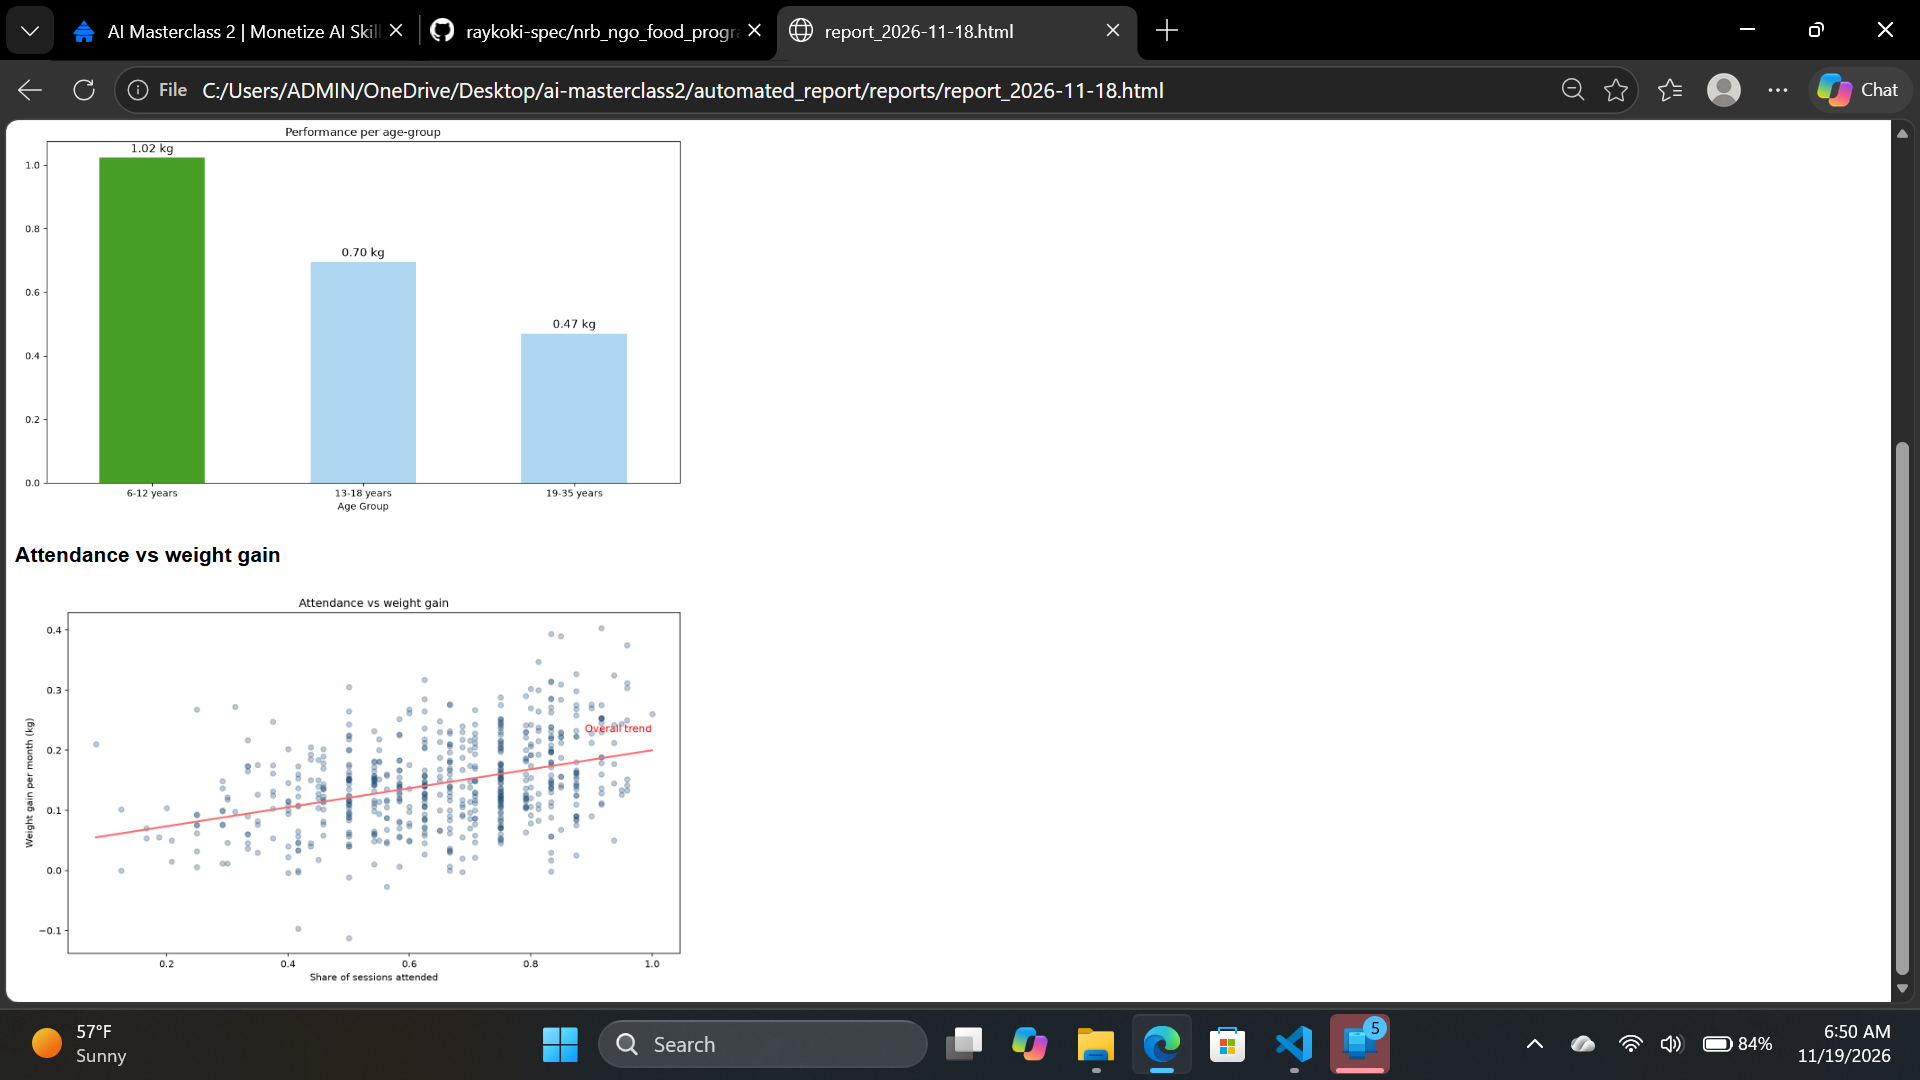 AI Masterclass 2 | Monetize AI Skil
raykoki-spec/nrb_ngo_food_progra
report_2026-11-18.html
File
C:/Users/ADMIN/OneDrive/Desktop/ai-masterclass2/automated_report/reports/report_2026-11-18.html
Chat
Performance per age-group
1.02 kg
0.70 kg
0.47 kg
1.0
0.8
0.6
0.4
0.2
0.0
6-12 years
13-18 years
19-35 years
Age Group
Attendance vs weight gain
Attendance vs weight gain
0.4
0.3
0.2
0.1
0.0
−0.1
Weight gain per month (kg)
Overall trend
0.2
0.4
0.6
0.8
1.0
Share of sessions attended
57°F
Sunny
Search
5
84%
6:50 AM
11/19/2026